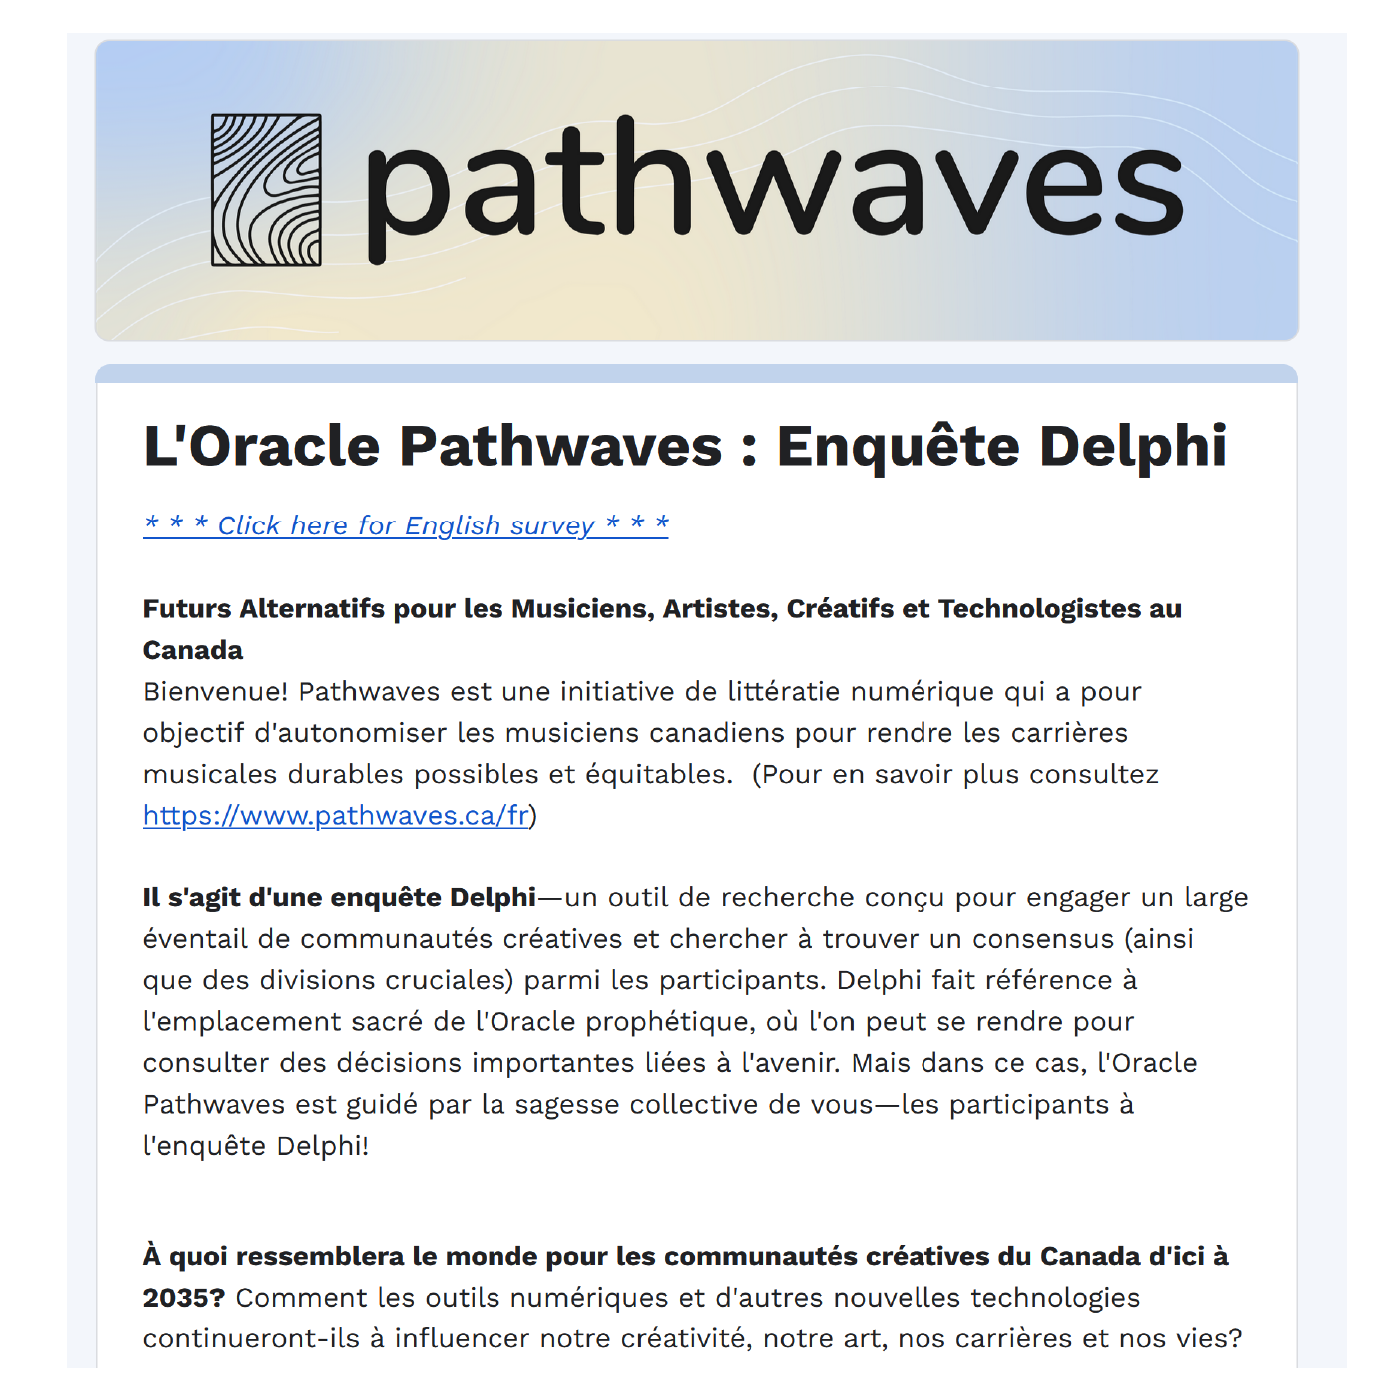 pathwaves
L'Oracle Pathwaves : Enquête Delphi
* * * Click here for English survey * * *
Futurs Alternatifs pour les Musiciens, Artistes, Créatifs et Technologistes au
Canada
Bienvenue! Pathwaves est une initiative de littératie numérique qui a pour
objectif d'autonomiser les musiciens canadiens pour rendre les carrières
musicales durables possibles et équitables.  (Pour en savoir plus consultez
https://www.pathwaves.ca/fr)
Il s'agit d'une enquête Delphi—un outil de recherche conçu pour engager un large
éventail de communautés créatives et chercher à trouver un consensus (ainsi
que des divisions cruciales) parmi les participants. Delphi fait référence à
l'emplacement sacré de l'Oracle prophétique, où l'on peut se rendre pour
consulter des décisions importantes liées à l'avenir. Mais dans ce cas, l'Oracle
Pathwaves est guidé par la sagesse collective de vous—les participants à
l'enquête Delphi!
À quoi ressemblera le monde pour les communautés créatives du Canada d'ici à
2035? Comment les outils numériques et d'autres nouvelles technologies
continueront-ils à influencer notre créativité, notre art, nos carrières et nos vies?